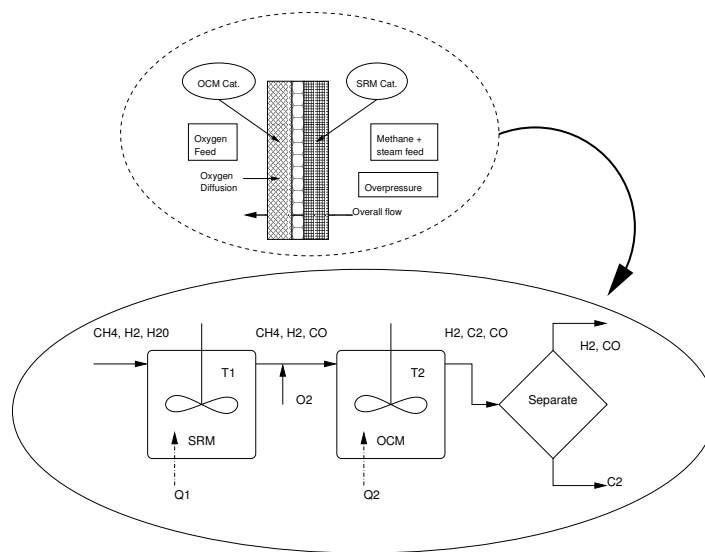 OCM Cat.
SRM Cat.
Oxygen
Feed
Methane +
steam feed
Oxygen
Diffusion
Overpressure
Overall flow
CH4, H2, H20
CH4, H2, CO
H2, C2, CO
H2, CO
T1
T2
O2
Separate
SRM
OCM
Q1
Q2
C2